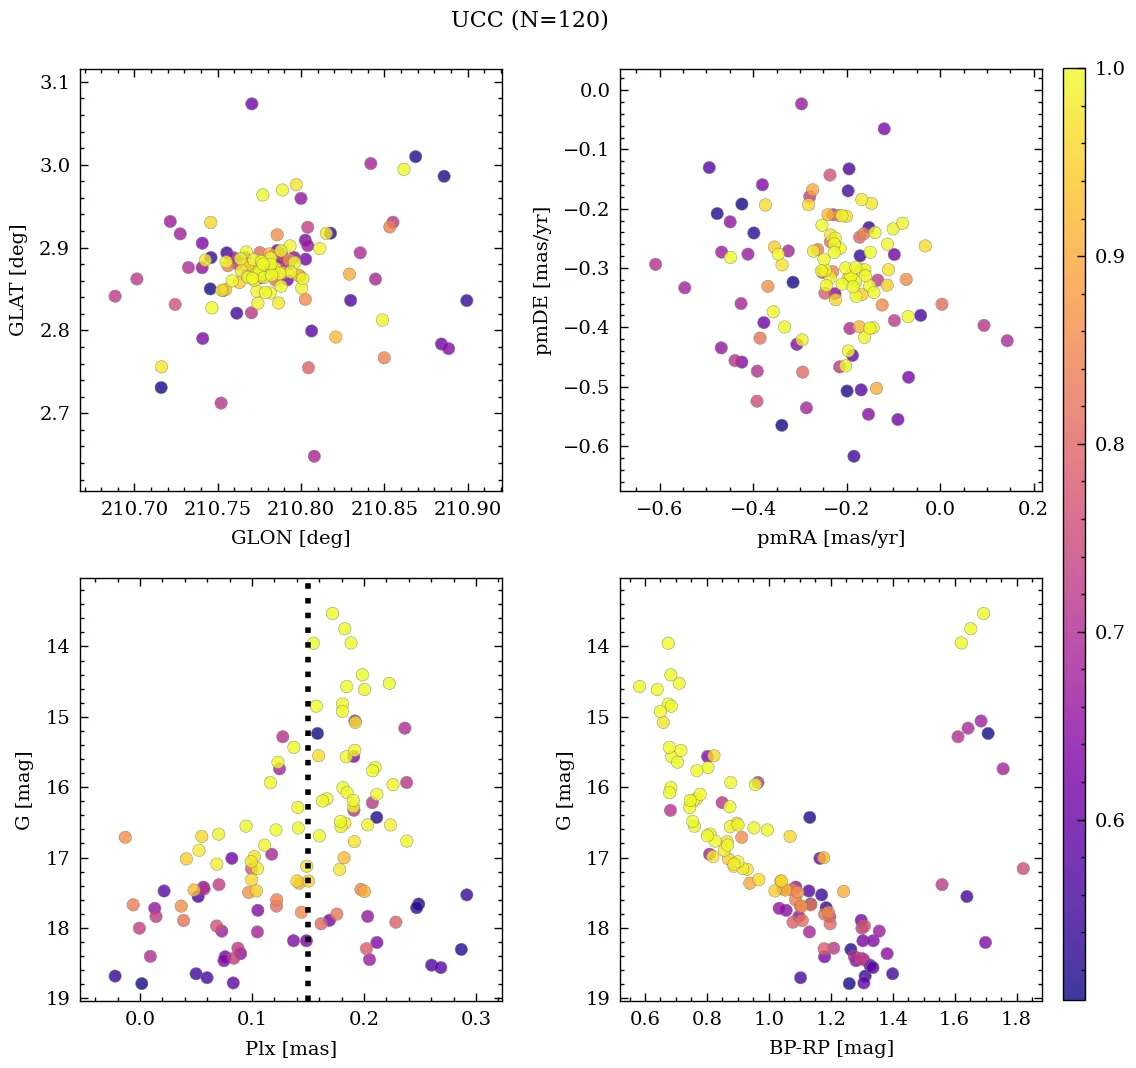 UCC (N=120)
3.1
3.0
2.9
2.8
2.7
GLAT [deg]
210.70 210.75 210.80 210.85 210.90
GLON [deg]
0.0
−0.1
−0.2
−0.3
−0.4
−0.5
−0.6
pmDE [mas/yr]
−0.6 −0.4 −0.2 0.0 0.2
pmRA [mas/yr]
1.0
0.9
0.8
0.7
0.6
14
15
16
17
18
19
G [mag]
0.0 0.1 0.2 0.3
Plx [mas]
14
15
16
17
18
19
G [mag]
0.6 0.8 1.0 1.2 1.4 1.6 1.8
BP-RP [mag]